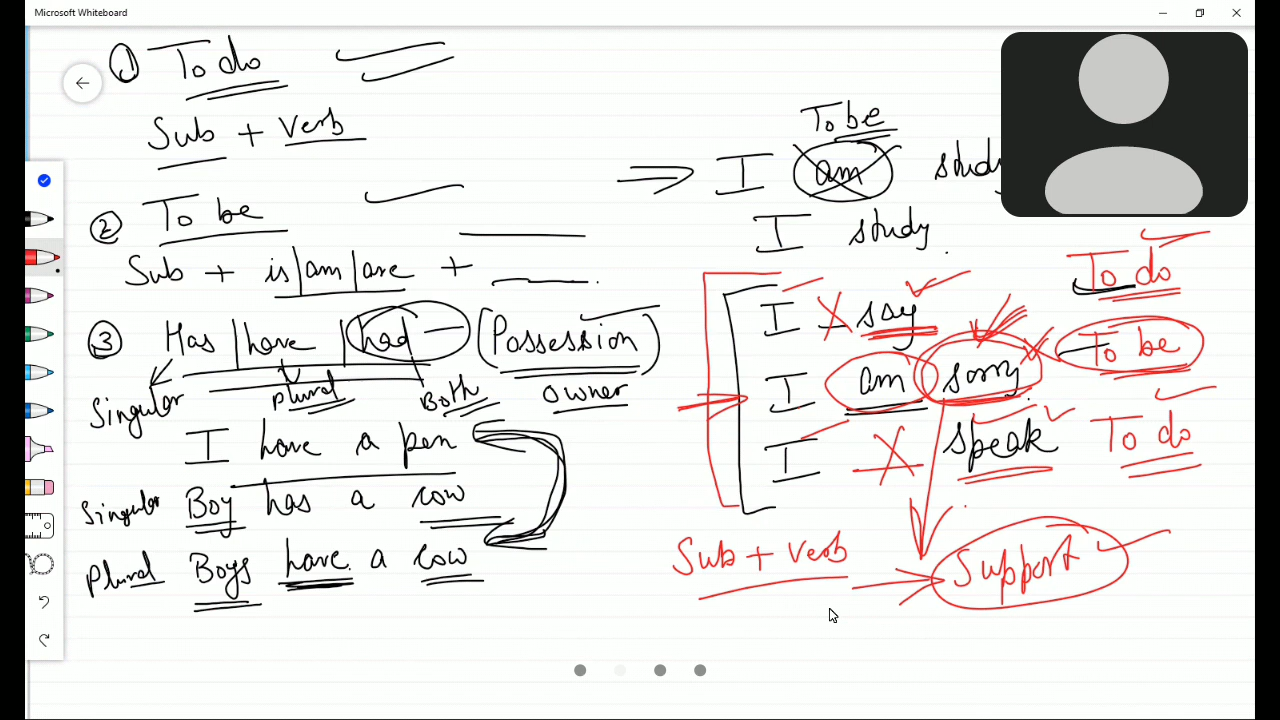 Microsoft Whiteboard
① To do
Sub + Verb
② To be
Sub + is|am|are + ____
③ Has |have |had — (Possession)
Singular plural Both owner
I have a pen
Singular Boy has a cow
Plural Boys have a cow
To be
⇒ I am study
I study.
To do
I say
I am sorry To be
I speak To do
Sub + Verb → Support